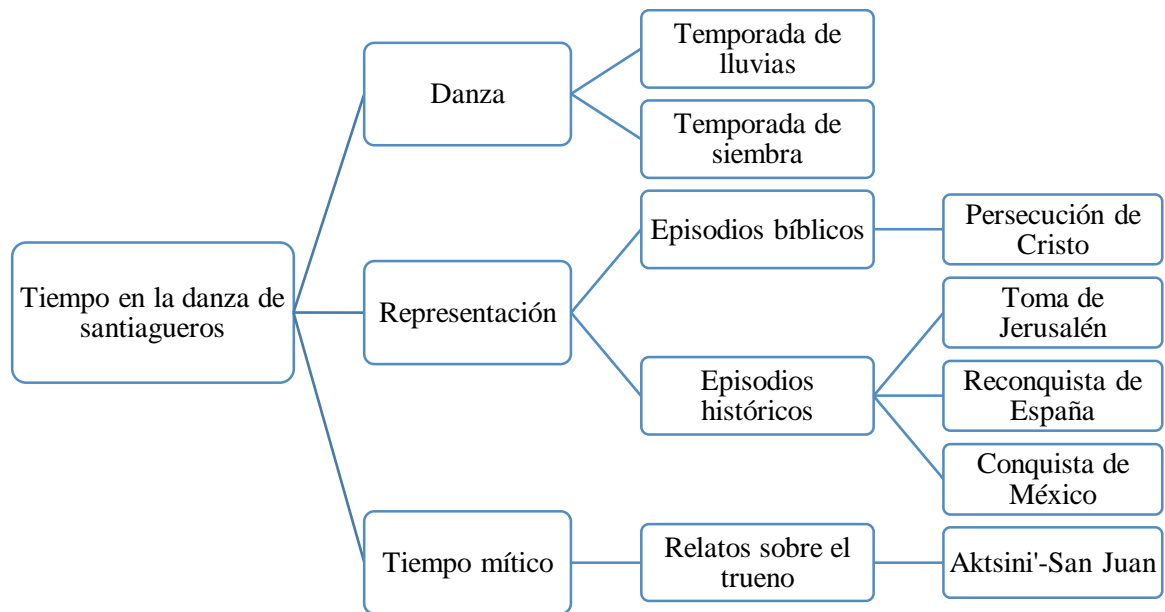 Tiempo en la danza de
santiagueros
Danza
Temporada de
lluvias
Temporada de
siembra
Representación
Episodios bíblicos
Persecución de
Cristo
Episodios
históricos
Toma de
Jerusalén
Reconquista de
España
Conquista de
México
Tiempo mítico
Relatos sobre el
trueno
Aktsini'-San Juan